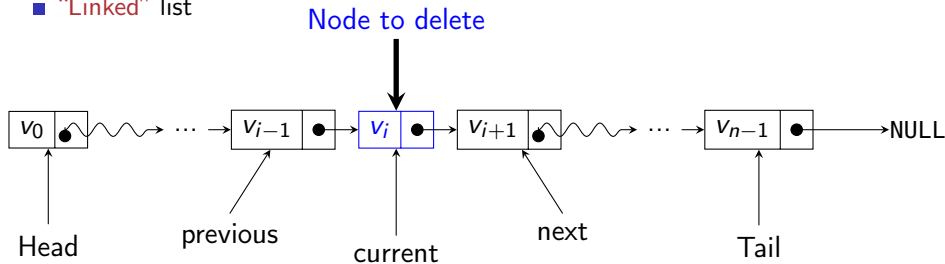 "Linked" list
Node to delete
v₀ ... vᵢ₋₁ vᵢ vᵢ₊₁ ... vₙ₋₁ NULL
Head previous current next Tail